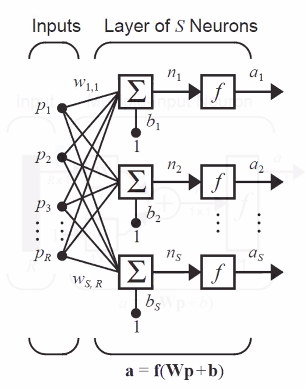 Inputs Layer of S Neurons
w1,1 n1 a1
Σ f
p1
b1
1
p2 n2 a2
Σ f
p3 b2
1
pR nS aS
Σ f
wS, R
bS
1
a = f(Wp+b)